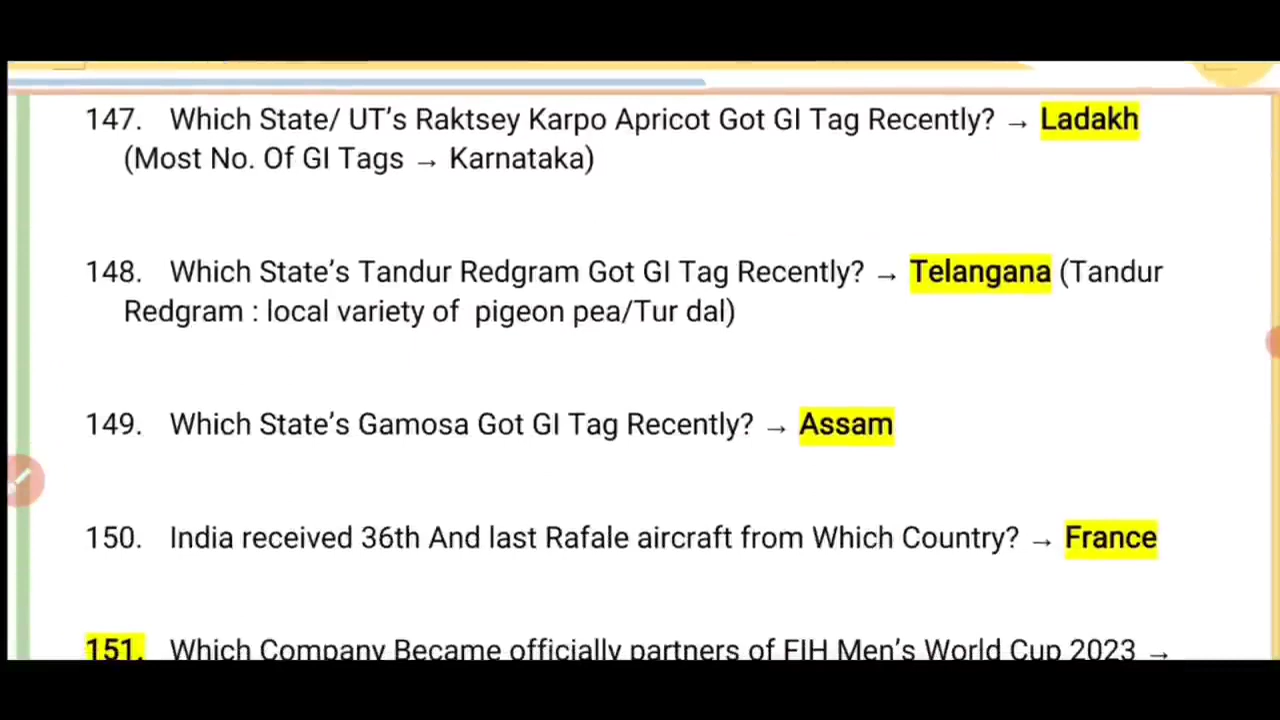 147. Which State/ UT’s Raktsey Karpo Apricot Got GI Tag Recently? → Ladakh
(Most No. Of GI Tags → Karnataka)
148. Which State’s Tandur Redgram Got GI Tag Recently? → Telangana (Tandur
Redgram : local variety of pigeon pea/Tur dal)
149. Which State’s Gamosa Got GI Tag Recently? → Assam
150. India received 36th And last Rafale aircraft from Which Country? → France
151. Which Company Became officially partners of FIH Men’s World Cup 2023 →